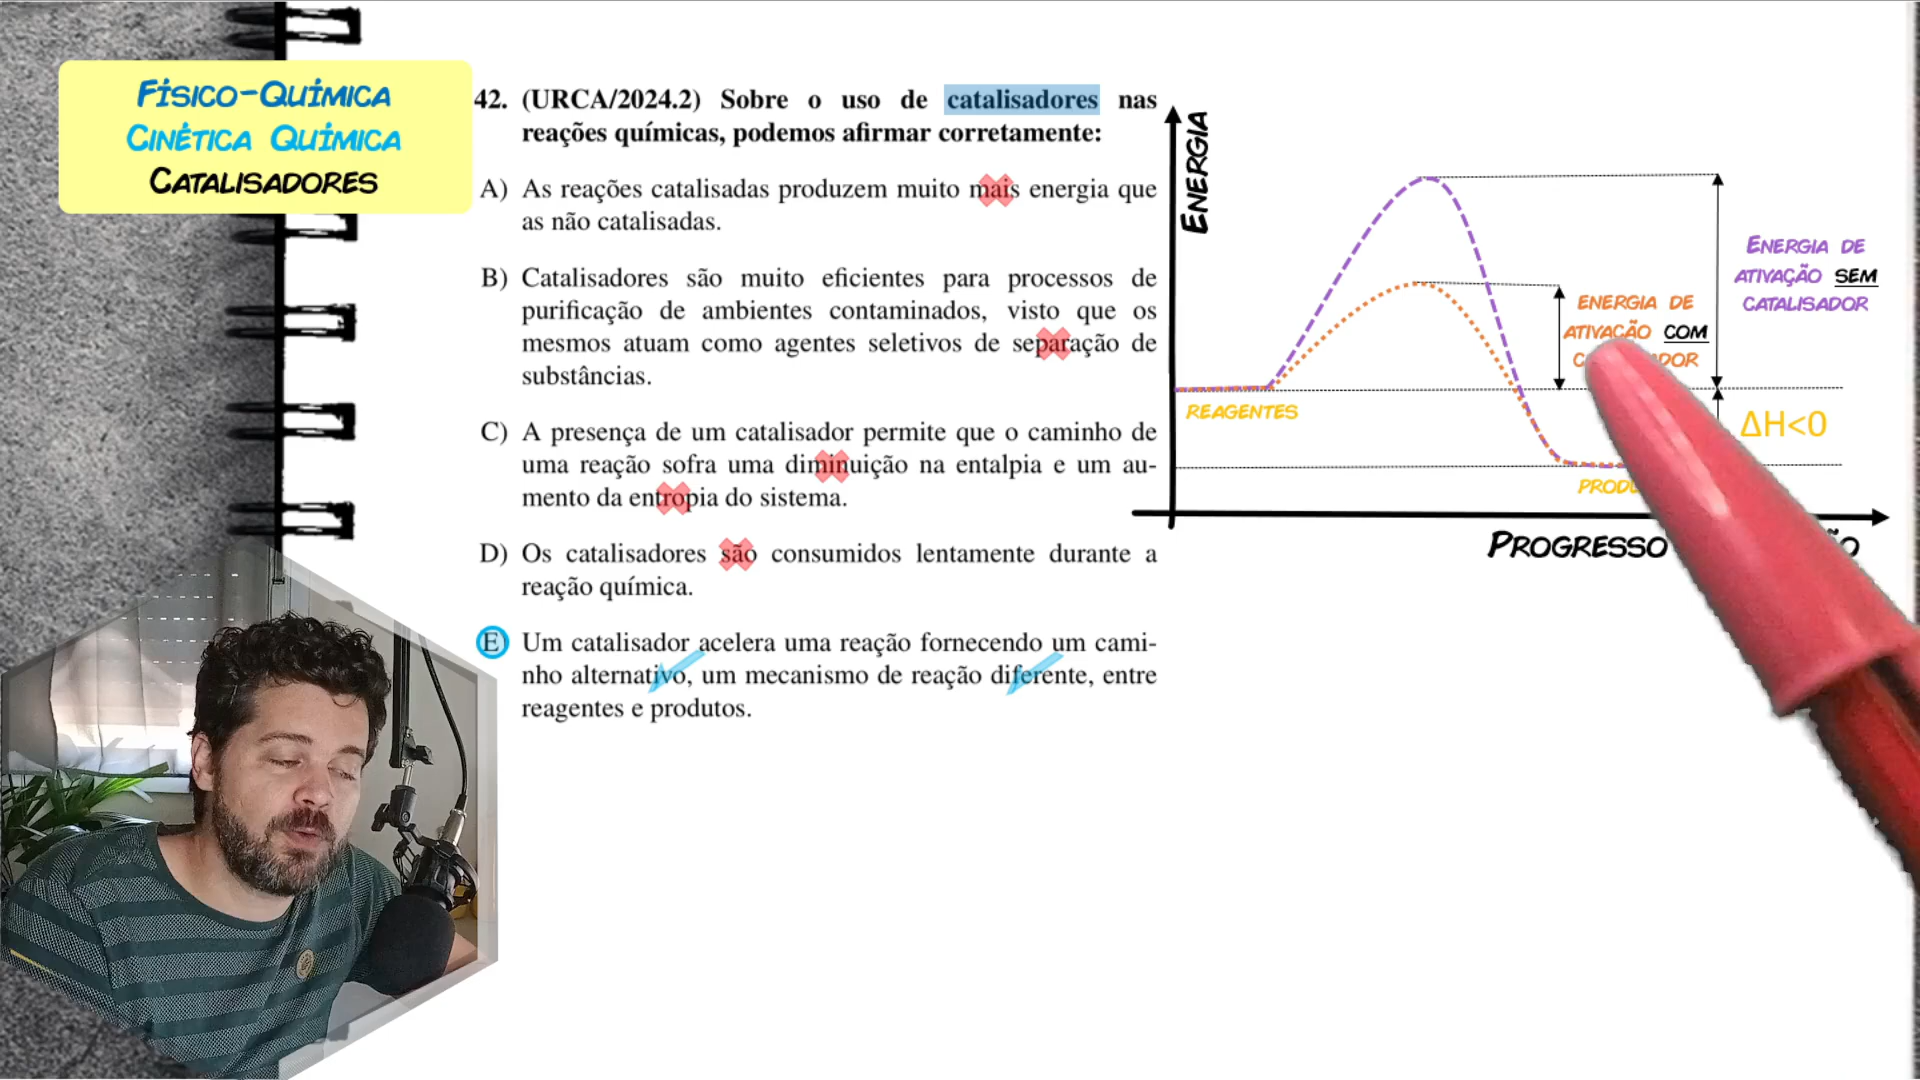 Físico-Química
Cinética Química
Catalisadores
42. (URCA/2024.2) Sobre o uso de catalisadores nas
reações químicas, podemos afirmar corretamente:
A) As reações catalisadas produzem muito mais energia que
as não catalisadas.
B) Catalisadores são muito eficientes para processos de
purificação de ambientes contaminados, visto que os
mesmos atuam como agentes seletivos de separação de
substâncias.
C) A presença de um catalisador permite que o caminho de
uma reação sofra uma diminuição na entalpia e um au-
mento da entropia do sistema.
D) Os catalisadores são consumidos lentamente durante a
reação química.
E) Um catalisador acelera uma reação fornecendo um cami-
nho alternativo, um mecanismo de reação diferente, entre
reagentes e produtos.
Energia
Energia de
ativação sem
catalisador
Energia de
ativação com
Reagentes
ΔH<0
Progresso